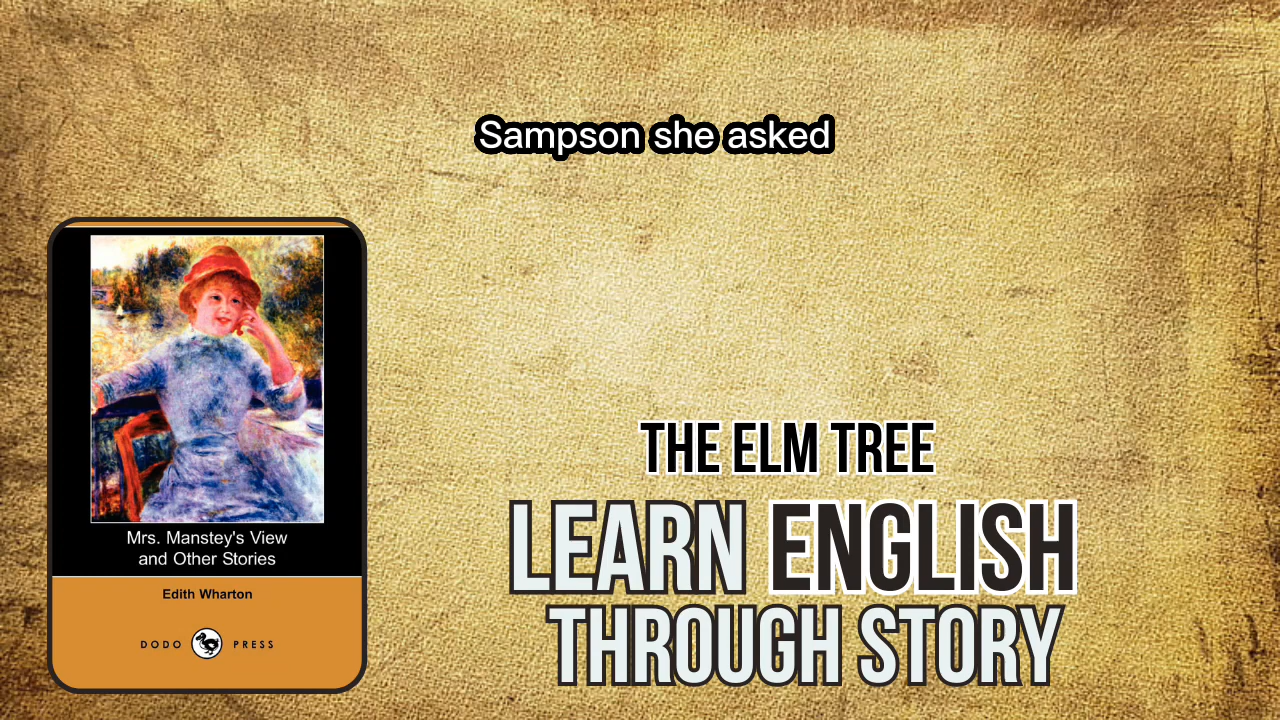 Sampson she asked
Mrs. Manstey's View
and Other Stories
Edith Wharton
DODO PRESS
THE ELM TREE
LEARN ENGLISH
THROUGH STORY